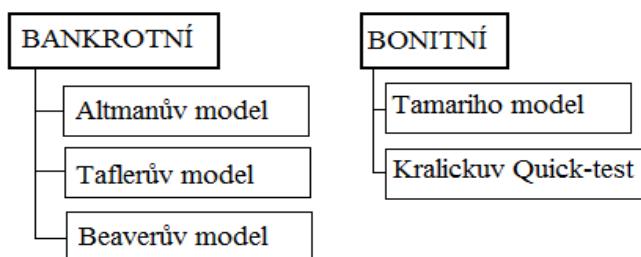 BANKROTNÍ
Altmanův model
Taflerův model
Beaverův model
BONITNÍ
Tamariho model
Kralickuv Quick-test